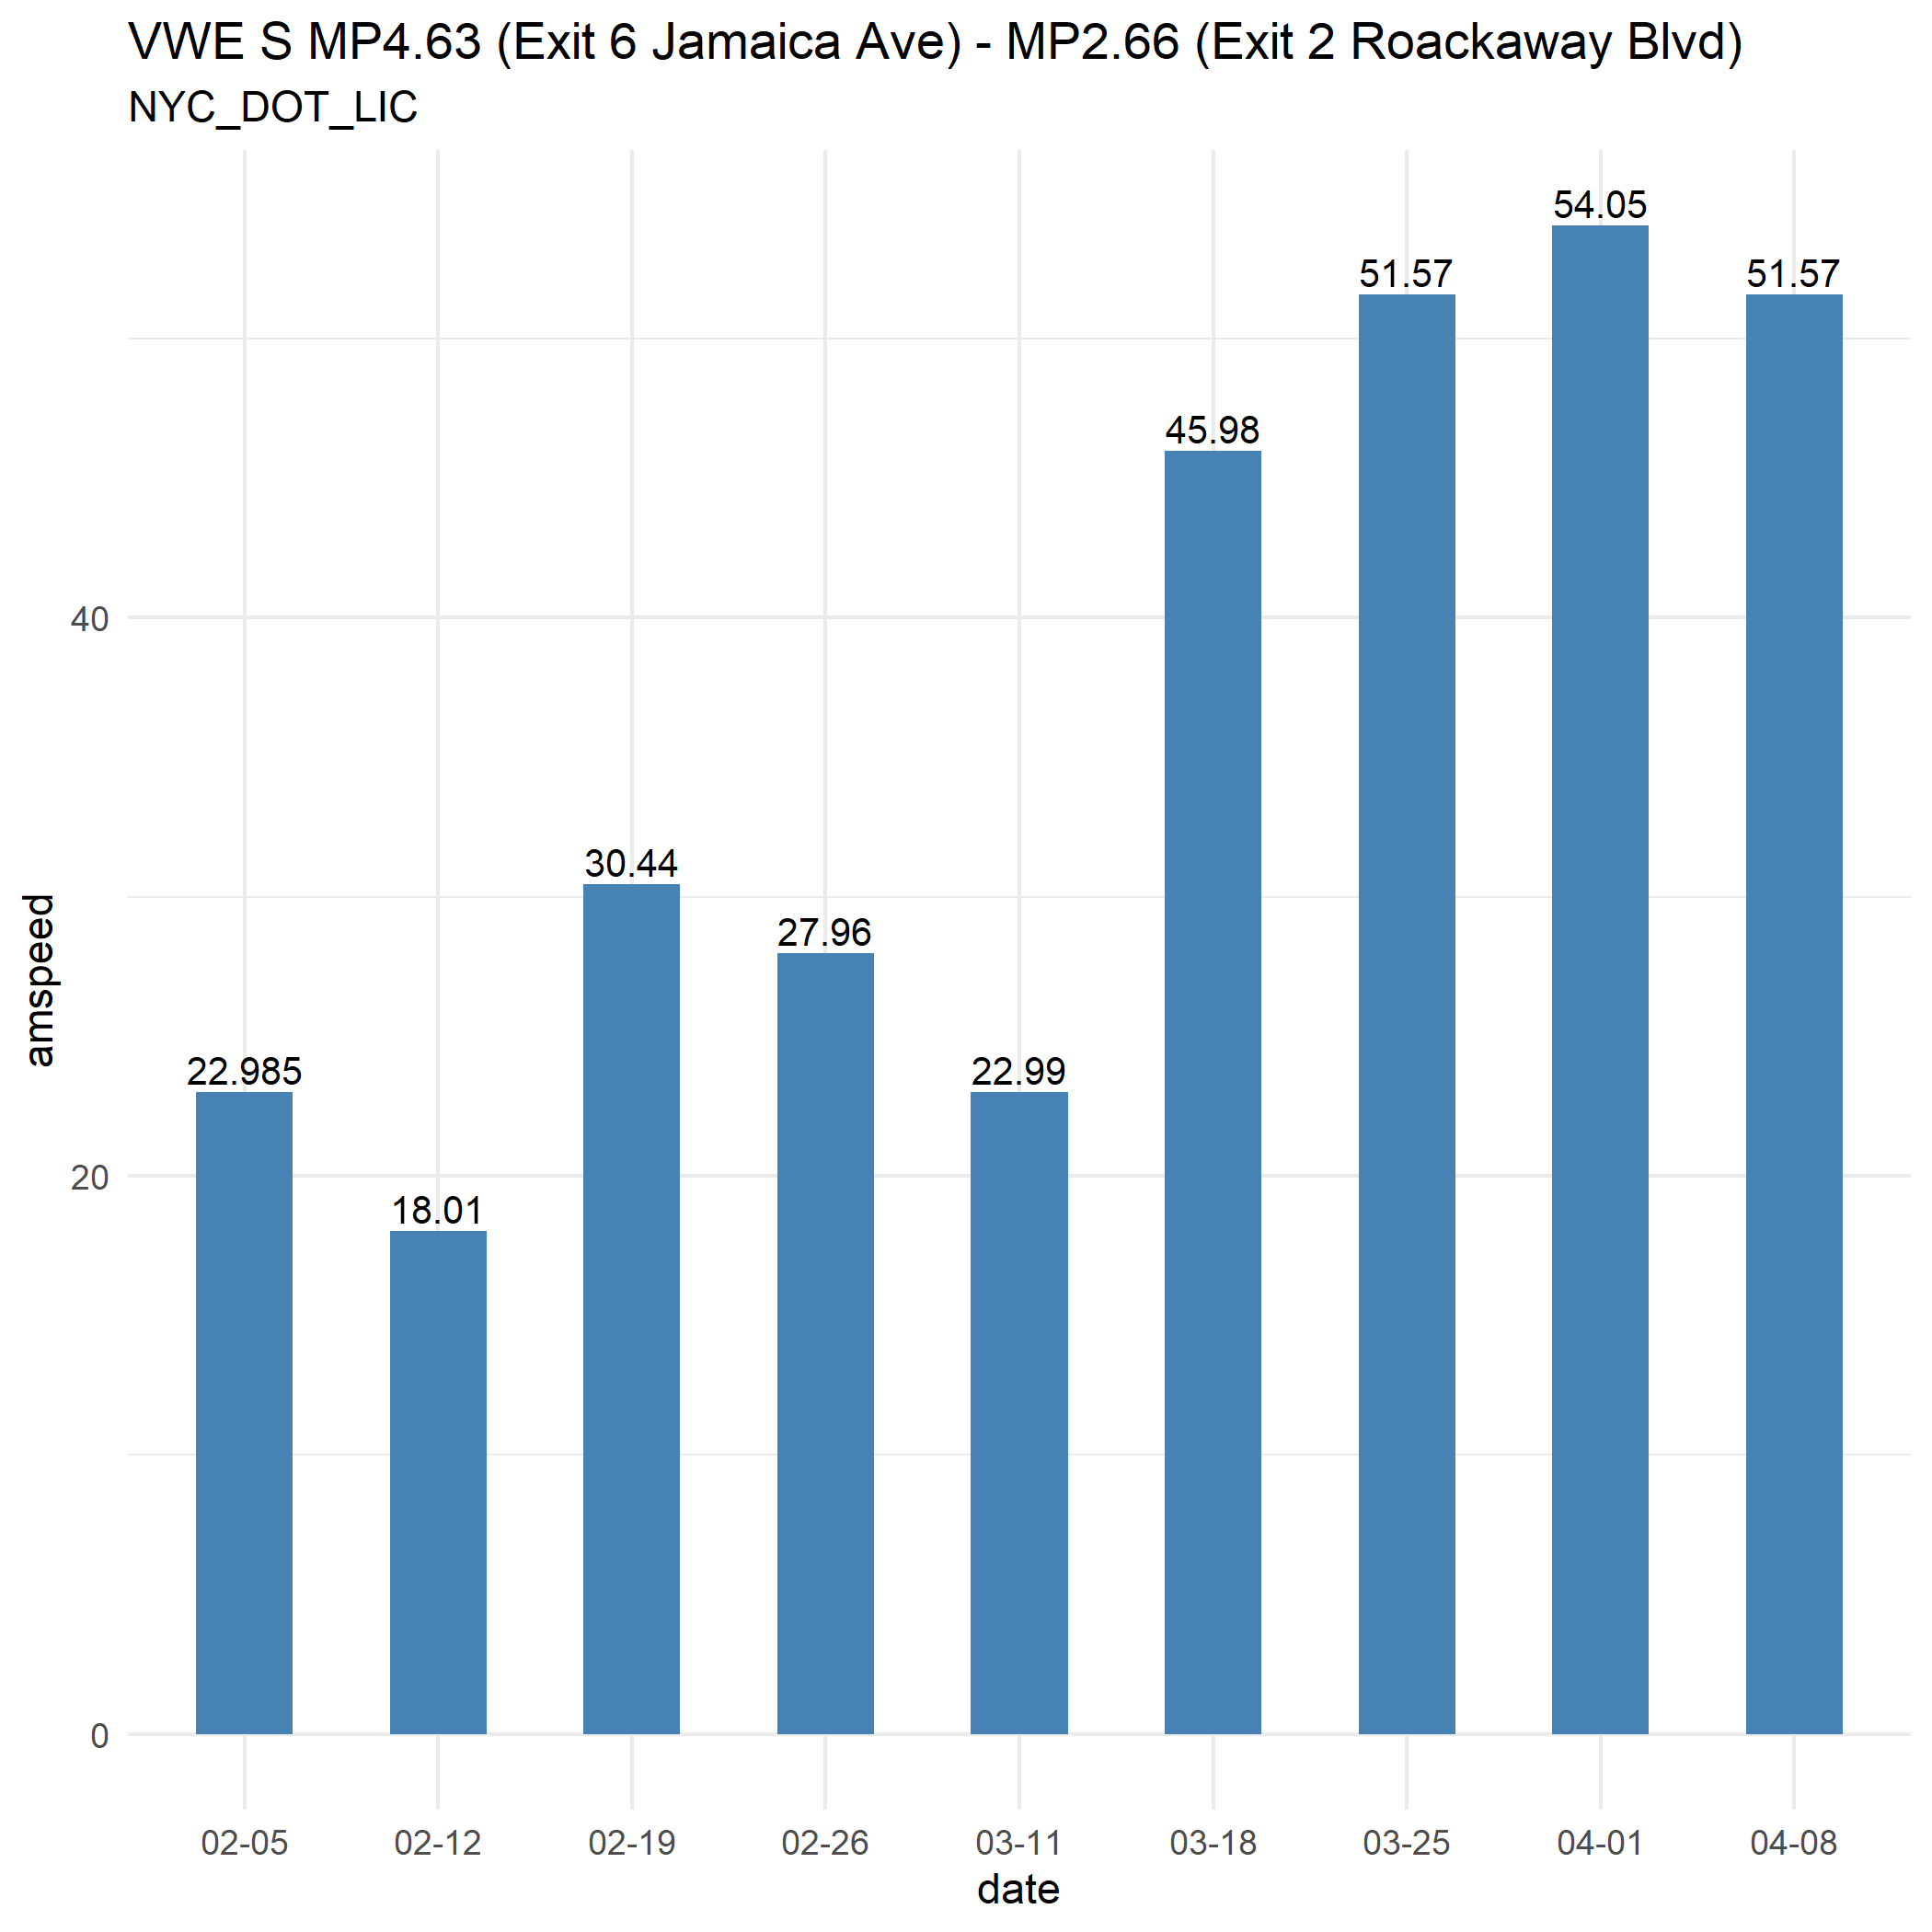 VWE S MP4.63 (Exit 6 Jamaica Ave) - MP2.66 (Exit 2 Roackaway Blvd)
NYC_DOT_LIC
54.05
51.57
51.57
45.98
40
30.44
27.96
22.985
22.99
20
18.01
0
amspeed
02-05 02-12 02-19 02-26 03-11 03-18 03-25 04-01 04-08
date